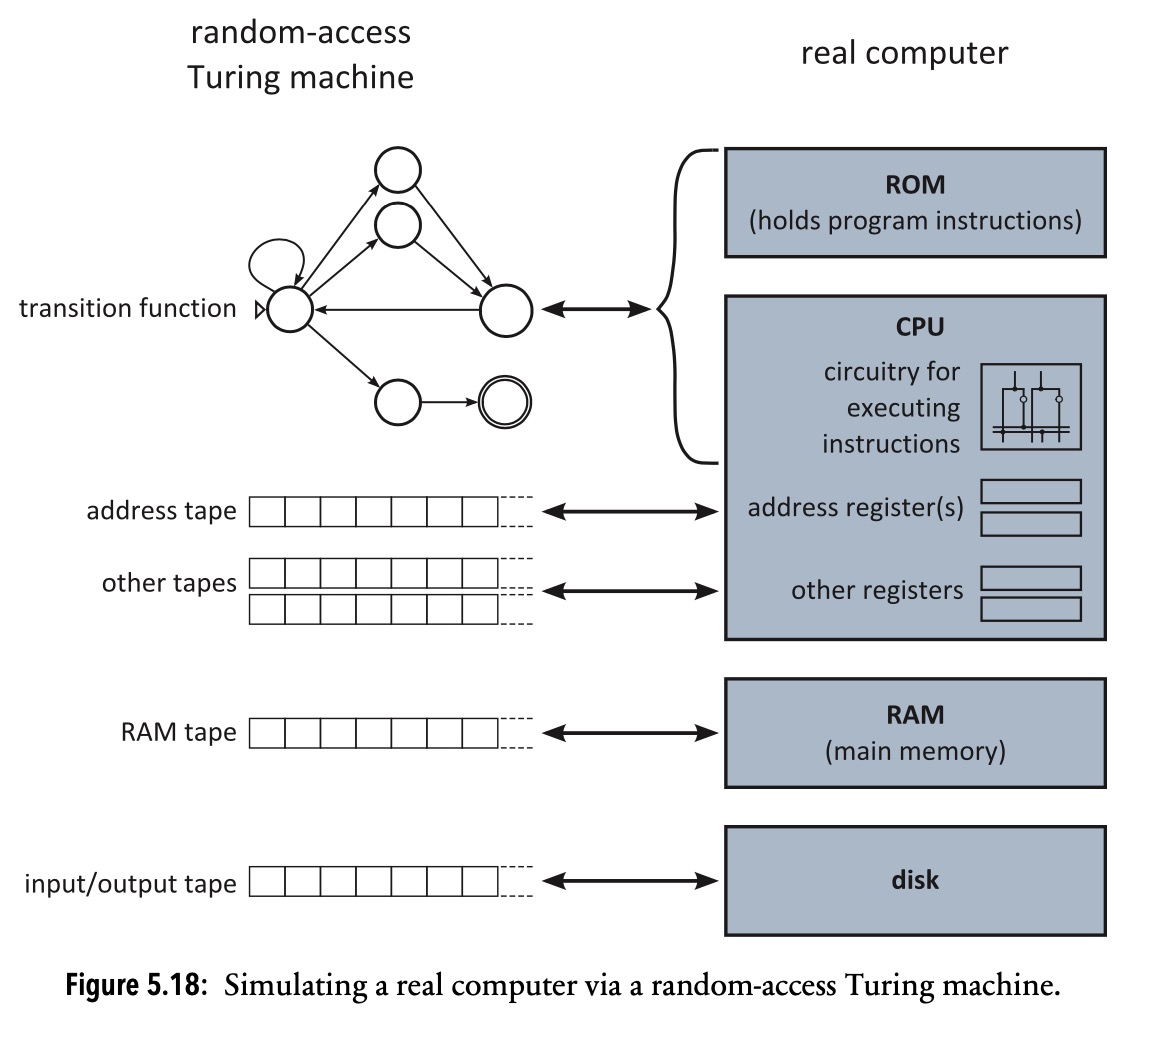 random-access
Turing machine
real computer
ROM
(holds program instructions)
transition function
CPU
circuitry for
executing
instructions
address tape
address register(s)
other tapes
other registers
RAM tape
RAM
(main memory)
input/output tape
disk
Figure 5.18: Simulating a real computer via a random-access Turing machine.